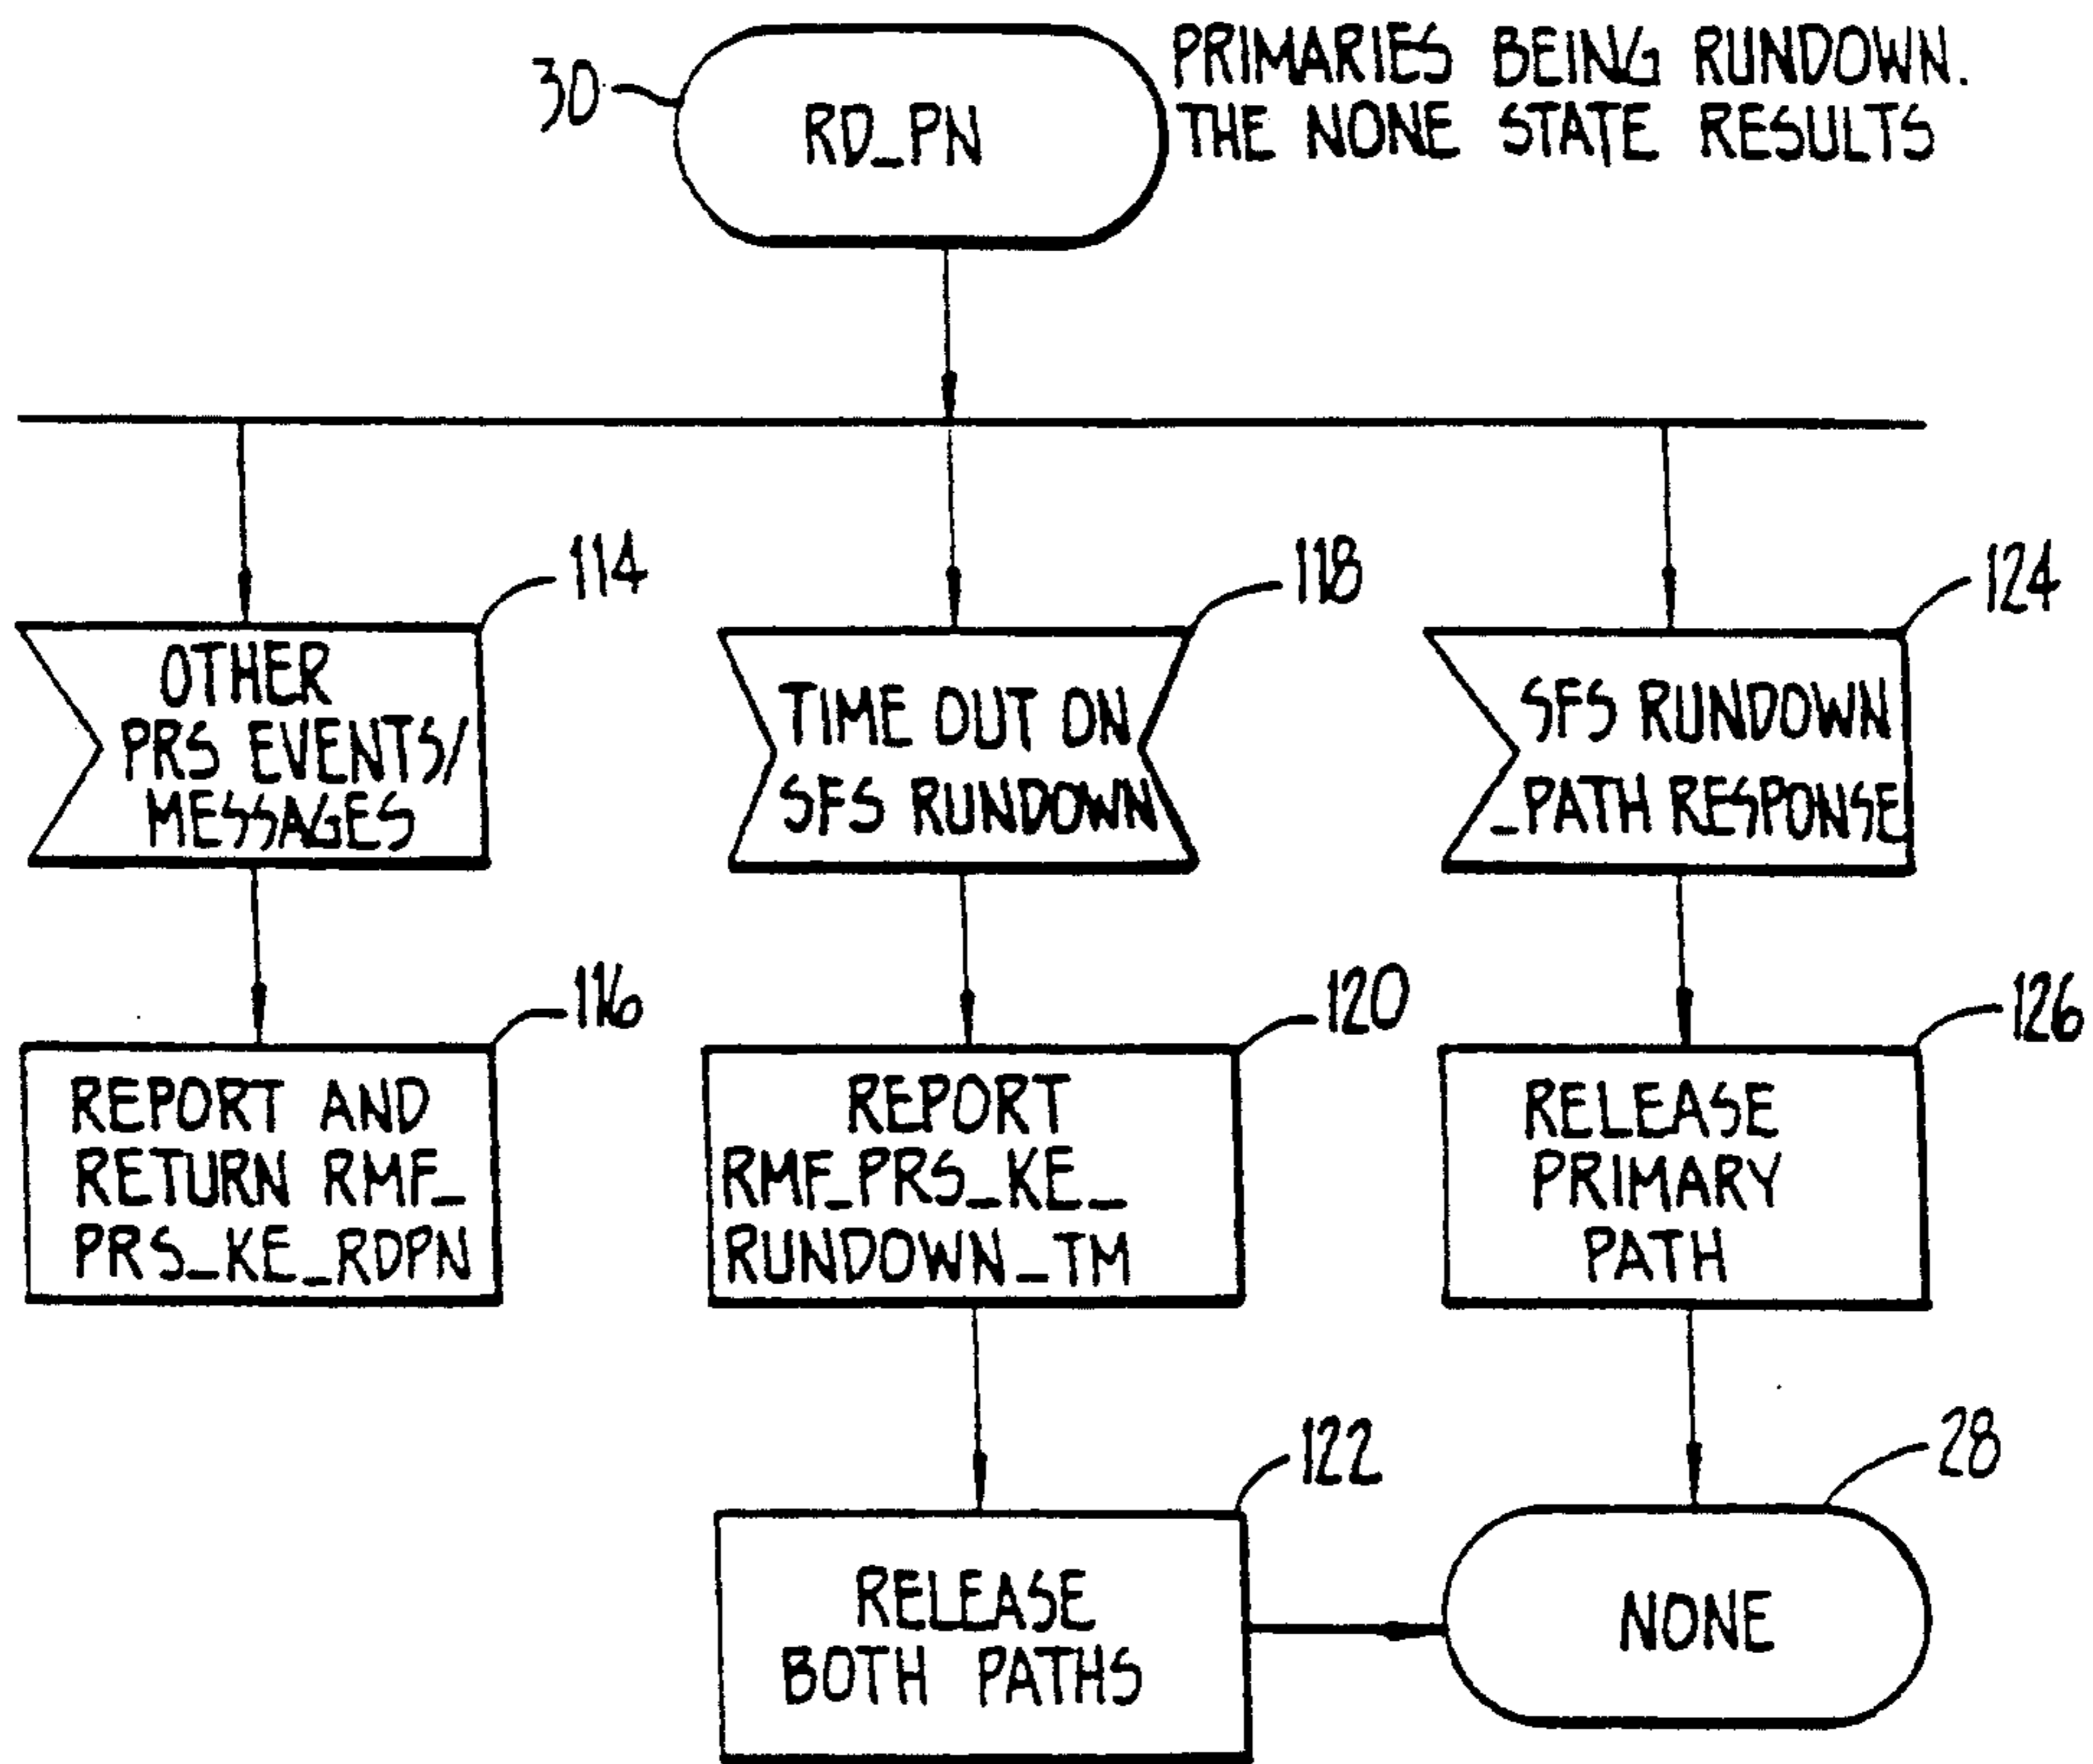 30
RD_PN
PRIMARIES BEING RUNDOWN.
THE NONE STATE RESULTS
114
OTHER
PRS EVENTS/
MESSAGES
118
TIME OUT ON
SFS RUNDOWN
124
SFS RUNDOWN
_PATH RESPONSE
116
REPORT AND
RETURN RMF_
PRS_KE_RDPN
120
REPORT
RMF_PRS_KE_
RUNDOWN_TM
126
RELEASE
PRIMARY
PATH
122
RELEASE
BOTH PATHS
28
NONE